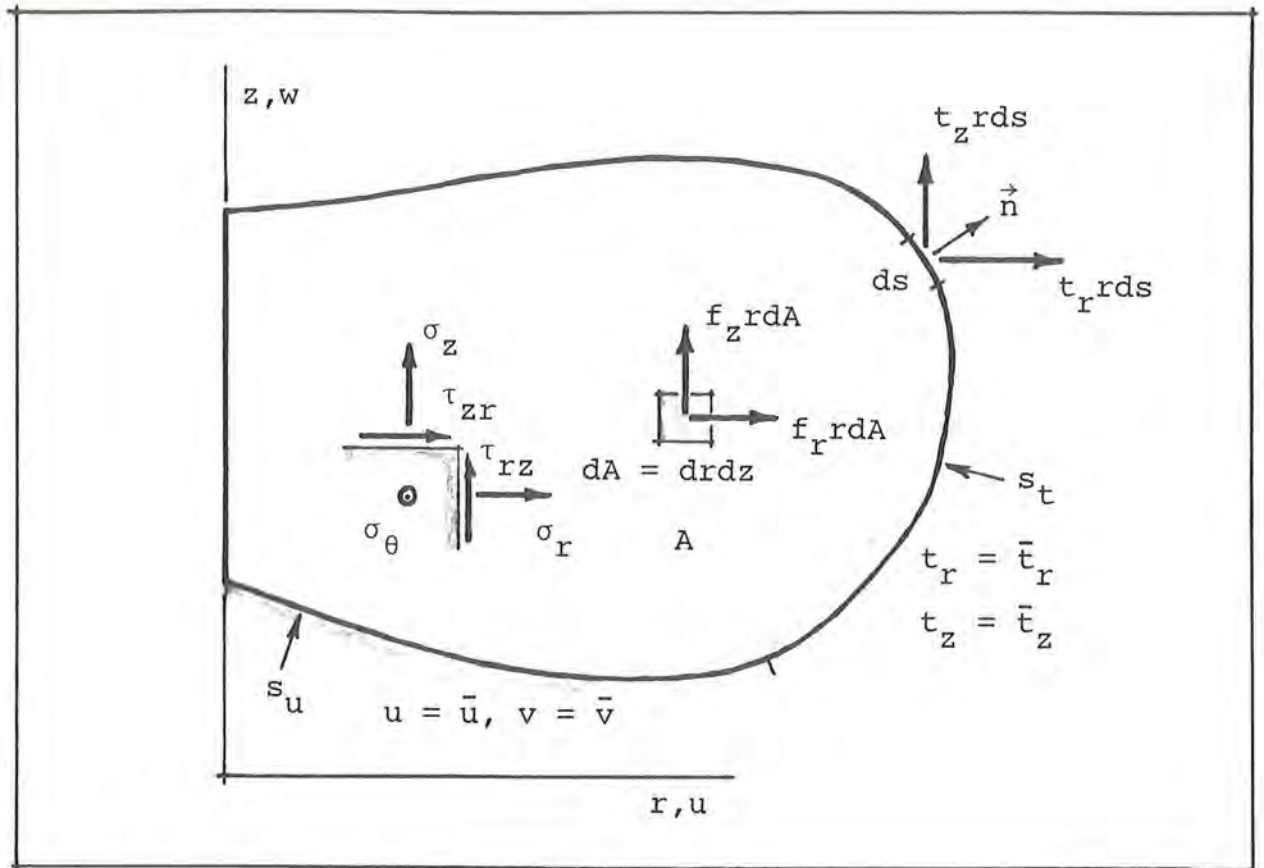 z,w
t_z rds
n⃗
ds
t_r rds
f_z rdA
σ_z
τ_zr
f_r rdA
τ_rz
dA = drdz
s_t
σ_θ
σ_r
A
t_r = t̄_r
t_z = t̄_z
s_u
u = ū, v = v̄
r,u